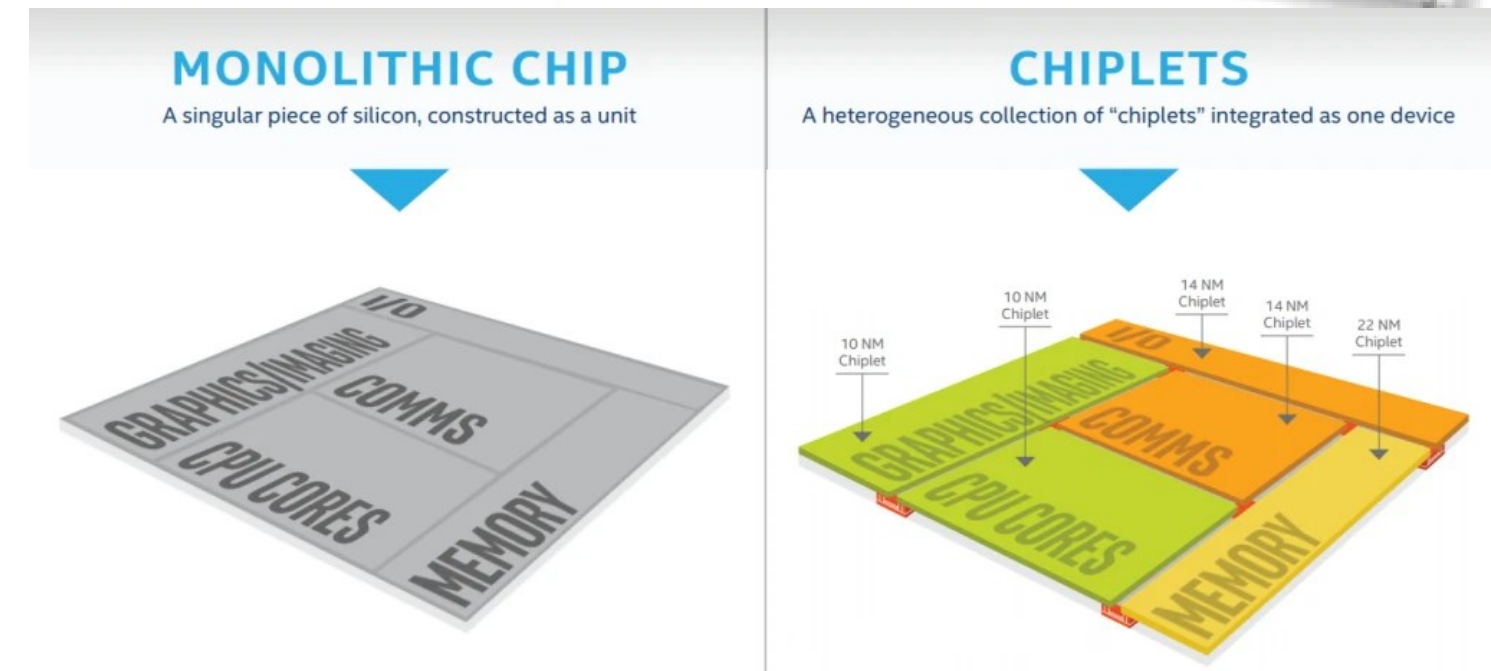 MONOLITHIC CHIP
A singular piece of silicon, constructed as a unit
I/O
GRAPHICS/IMAGING
COMMS
CPU CORES
MEMORY
CHIPLETS
A heterogeneous collection of “chiplets” integrated as one device
10 NM
Chiplet
10 NM
Chiplet
14 NM
Chiplet
14 NM
Chiplet
22 NM
Chiplet
I/O
GRAPHICS/IMAGING
COMMS
CPU CORES
MEMORY